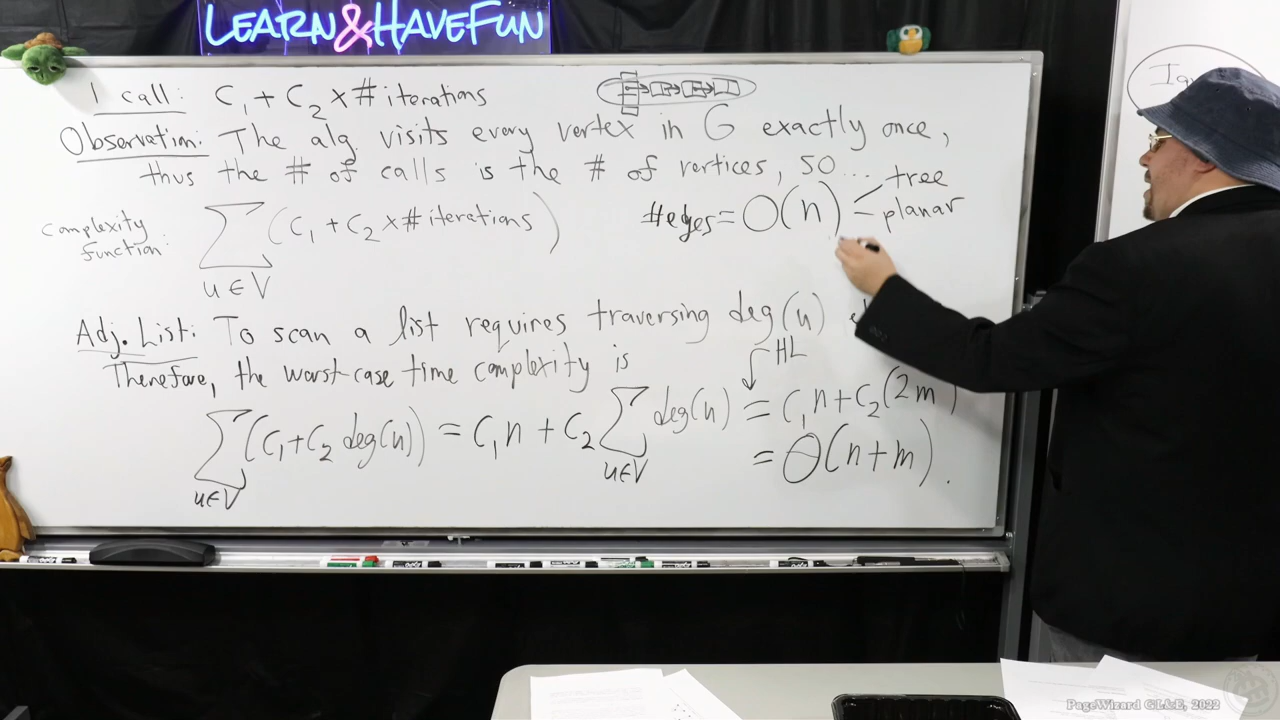 LEARN & HAVE FUN
1 call: C₁ + C₂ × # iterations
Observation: The alg. visits every vertex in G exactly once,
thus the # of calls is the # of vertices, so...
tree
#edges = O(n) planar
complexity function: ∑ u∈V (C₁ + C₂ × # iterations)
Adj. List: To scan a list requires traversing deg(u)
Therefore, the worst-case time complexity is
HL
∑ u∈V (C₁ + C₂ deg(u)) = C₁n + C₂ ∑ u∈V deg(u) = C₁n + C₂(2m)
= O(n+m).
PageWizard GL&E, 2022